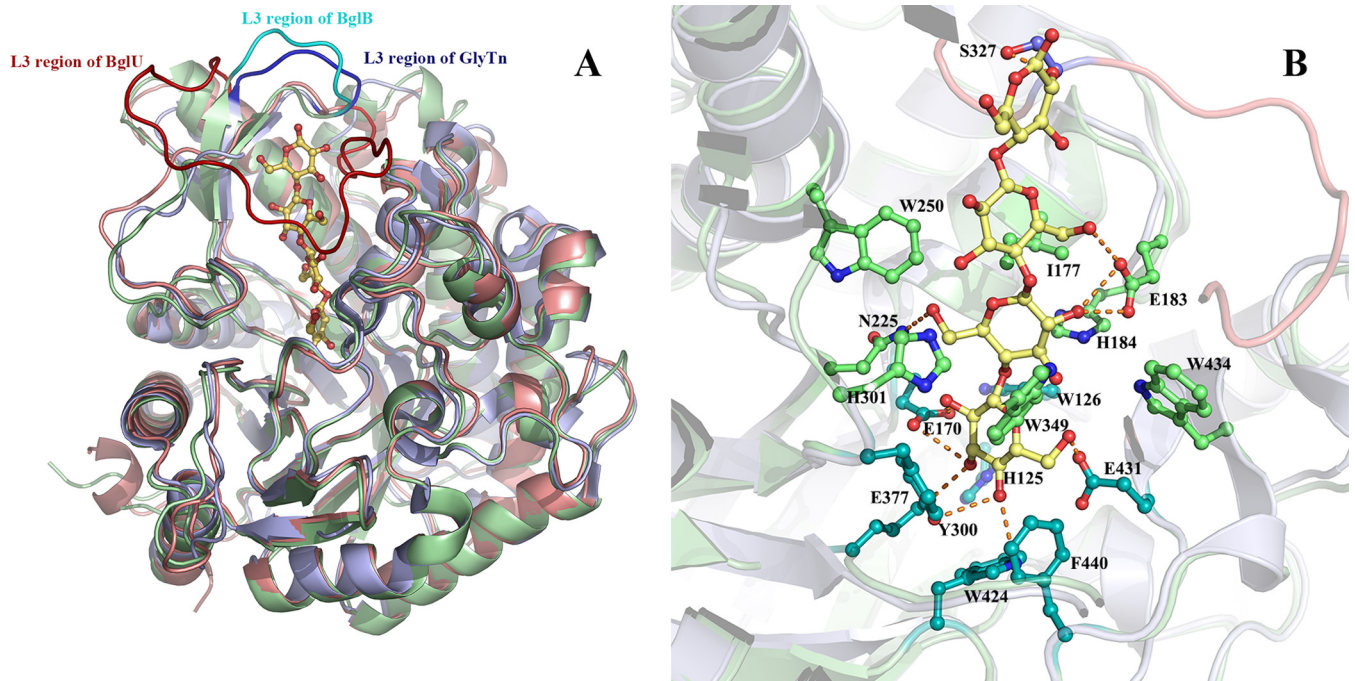 L3 region of BglB
L3 region of BglU
L3 region of GlyTn
A
B
S327
W250
I177
E183
N225
H184
W434
H301
W126
E170
W349
E431
H125
E377
Y300
F440
W424